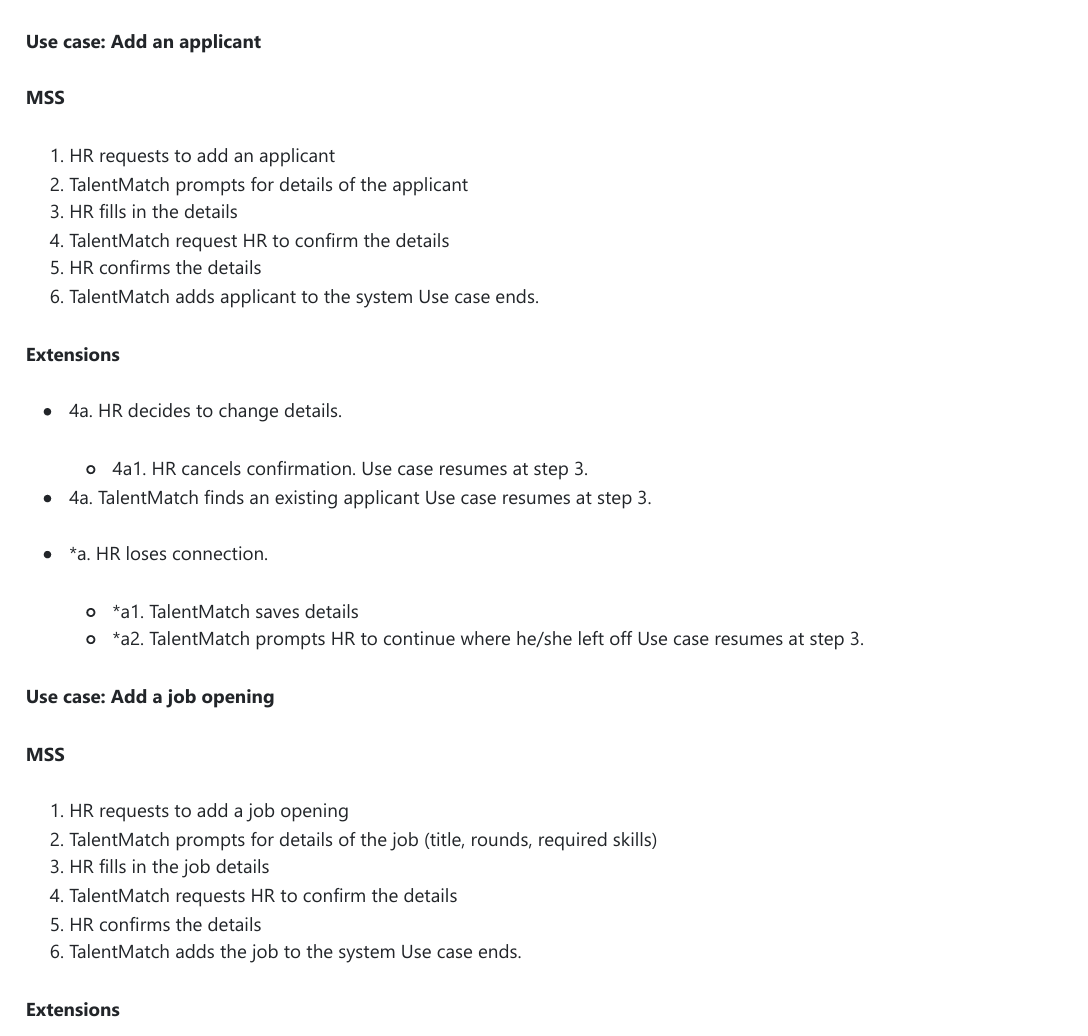 Use case: Add an applicant
MSS
1. HR requests to add an applicant
2. TalentMatch prompts for details of the applicant
3. HR fills in the details
4. TalentMatch request HR to confirm the details
5. HR confirms the details
6. TalentMatch adds applicant to the system Use case ends.
Extensions
● 4a. HR decides to change details.
○ 4a1. HR cancels confirmation. Use case resumes at step 3.
● 4a. TalentMatch finds an existing applicant Use case resumes at step 3.
● *a. HR loses connection.
○ *a1. TalentMatch saves details
○ *a2. TalentMatch prompts HR to continue where he/she left off Use case resumes at step 3.
Use case: Add a job opening
MSS
1. HR requests to add a job opening
2. TalentMatch prompts for details of the job (title, rounds, required skills)
3. HR fills in the job details
4. TalentMatch requests HR to confirm the details
5. HR confirms the details
6. TalentMatch adds the job to the system Use case ends.
Extensions